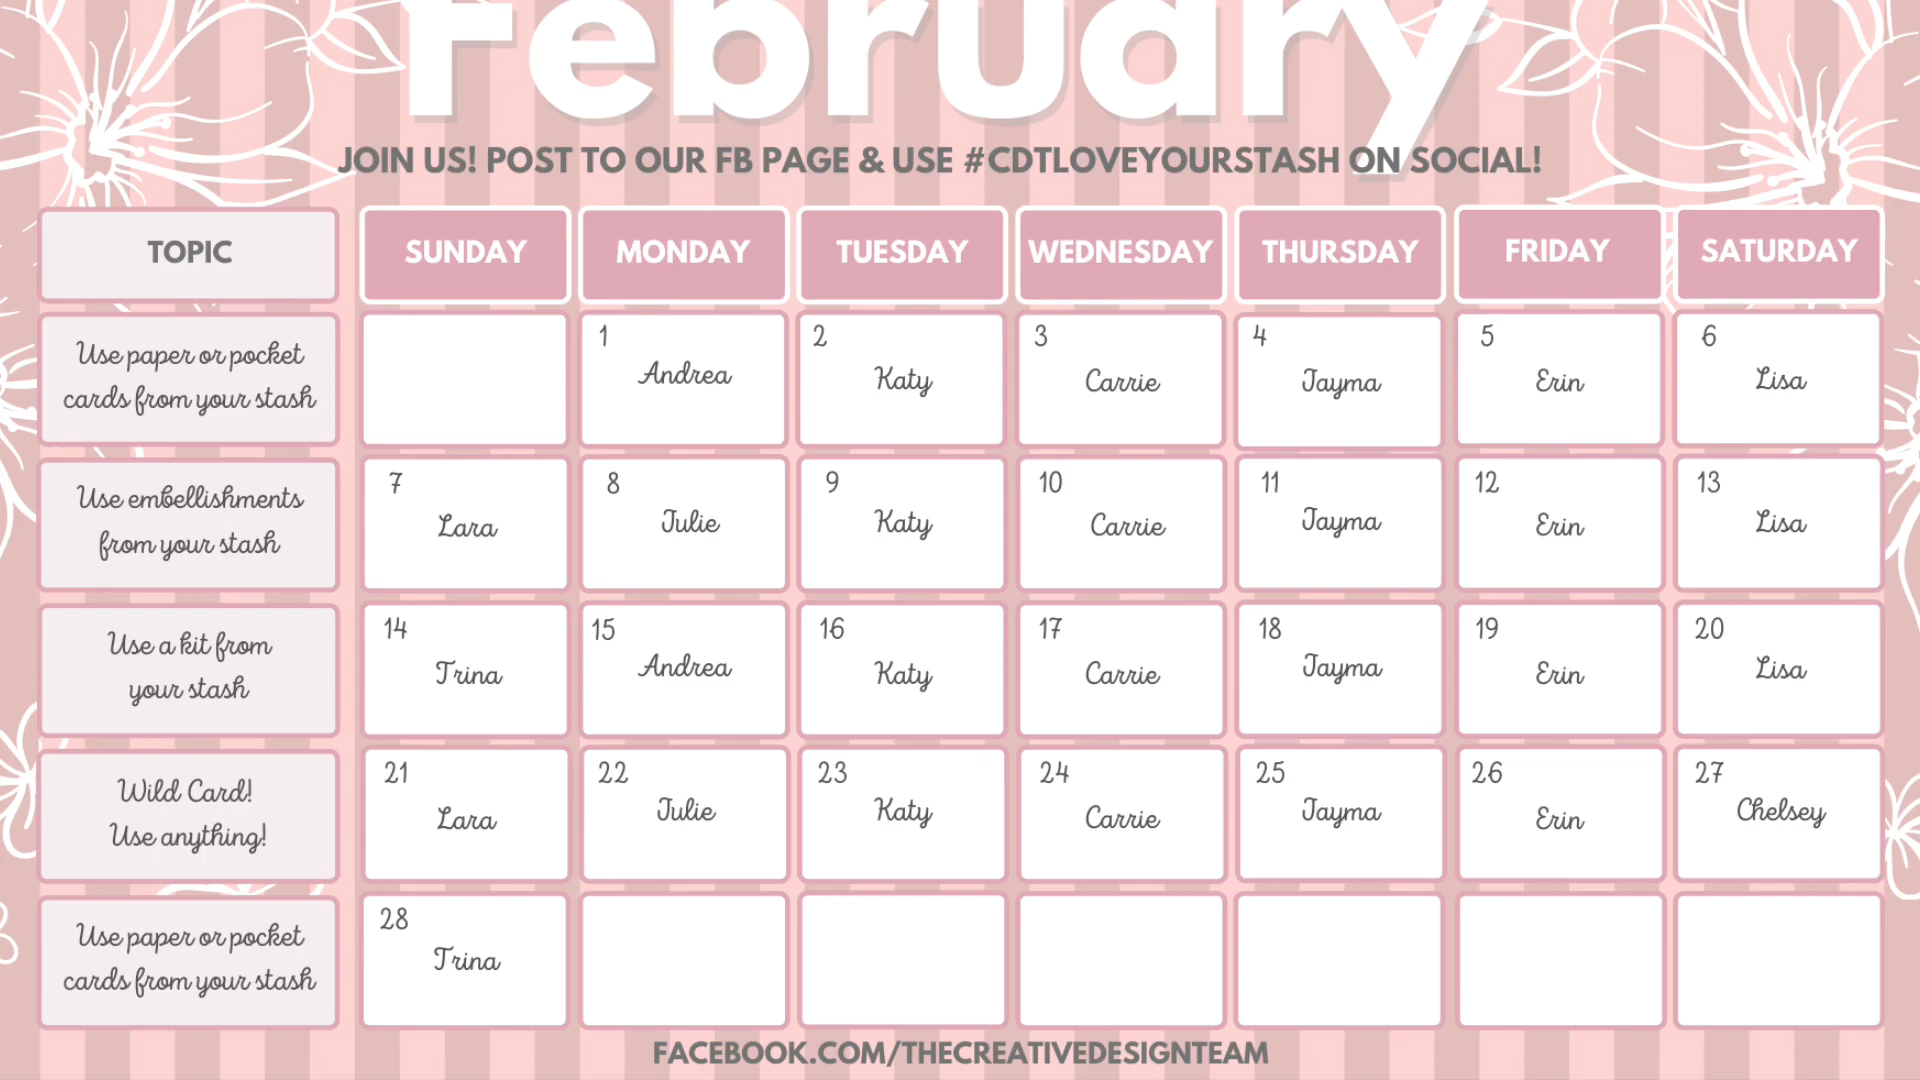 February
JOIN US! POST TO OUR FB PAGE & USE #CDTLOVEYOURSTASH ON SOCIAL!
TOPIC SUNDAY MONDAY TUESDAY WEDNESDAY THURSDAY FRIDAY SATURDAY
Use paper or pocket
cards from your stash
1 2 3 4 5 6
Andrea Katy Carrie Jayma Erin Lisa
Use embellishments
from your stash
7 8 9 10 11 12 13
Lara Julie Katy Carrie Jayma Erin Lisa
Use a kit from
your stash
14 15 16 17 18 19 20
Trina Andrea Katy Carrie Jayma Erin Lisa
Wild Card!
Use anything!
21 22 23 24 25 26 27
Lara Julie Katy Carrie Jayma Erin Chelsey
Use paper or pocket
cards from your stash
28
Trina
FACEBOOK.COM/THECREATIVEDESIGNTEAM